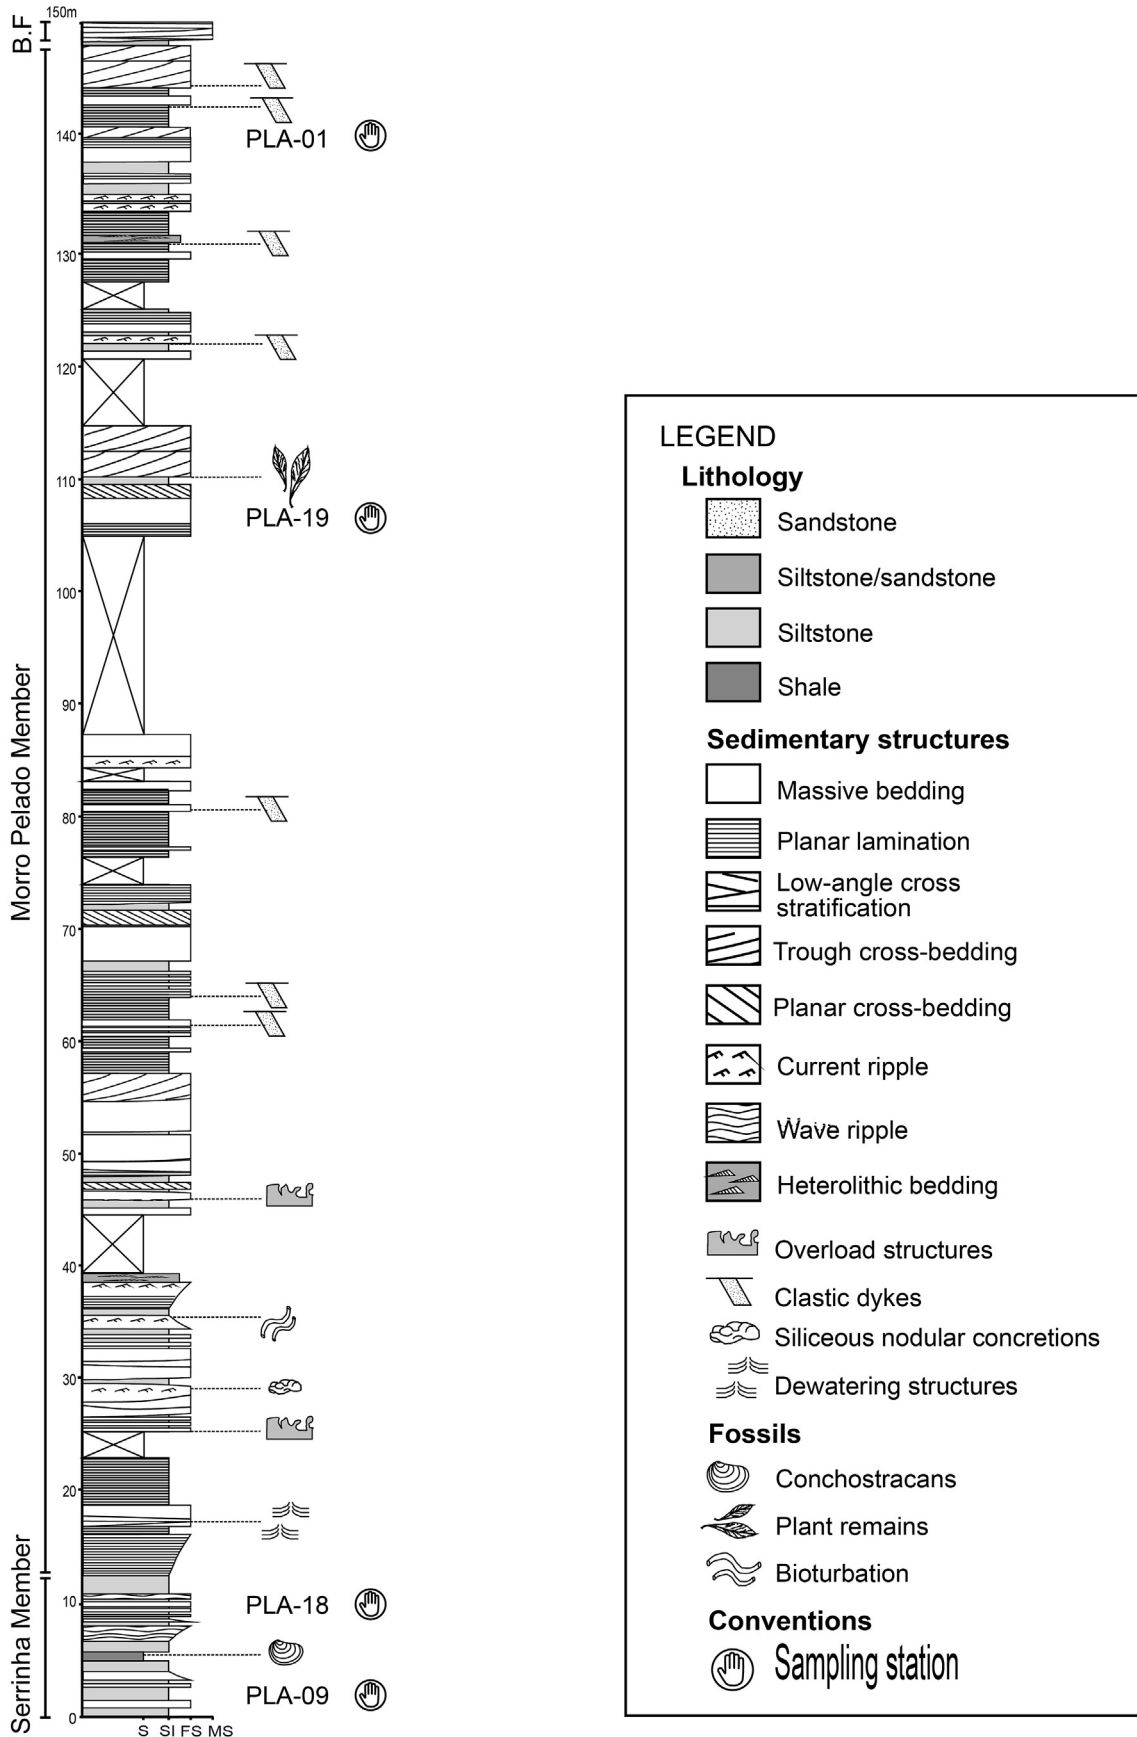 150m
B.F
PLA-01
140
130
120
110
PLA-19
100
90
Morro Pelado Member
80
70
60
50
40
30
20
Serrinha Member
10
PLA-18
PLA-09
0
S SI FS MS
LEGEND
Lithology
Sandstone
Siltstone/sandstone
Siltstone
Shale
Sedimentary structures
Massive bedding
Planar lamination
Low-angle cross
stratification
Trough cross-bedding
Planar cross-bedding
Current ripple
Wave ripple
Heterolithic bedding
Overload structures
Clastic dykes
Siliceous nodular concretions
Dewatering structures
Fossils
Conchostracans
Plant remains
Bioturbation
Conventions
Sampling station